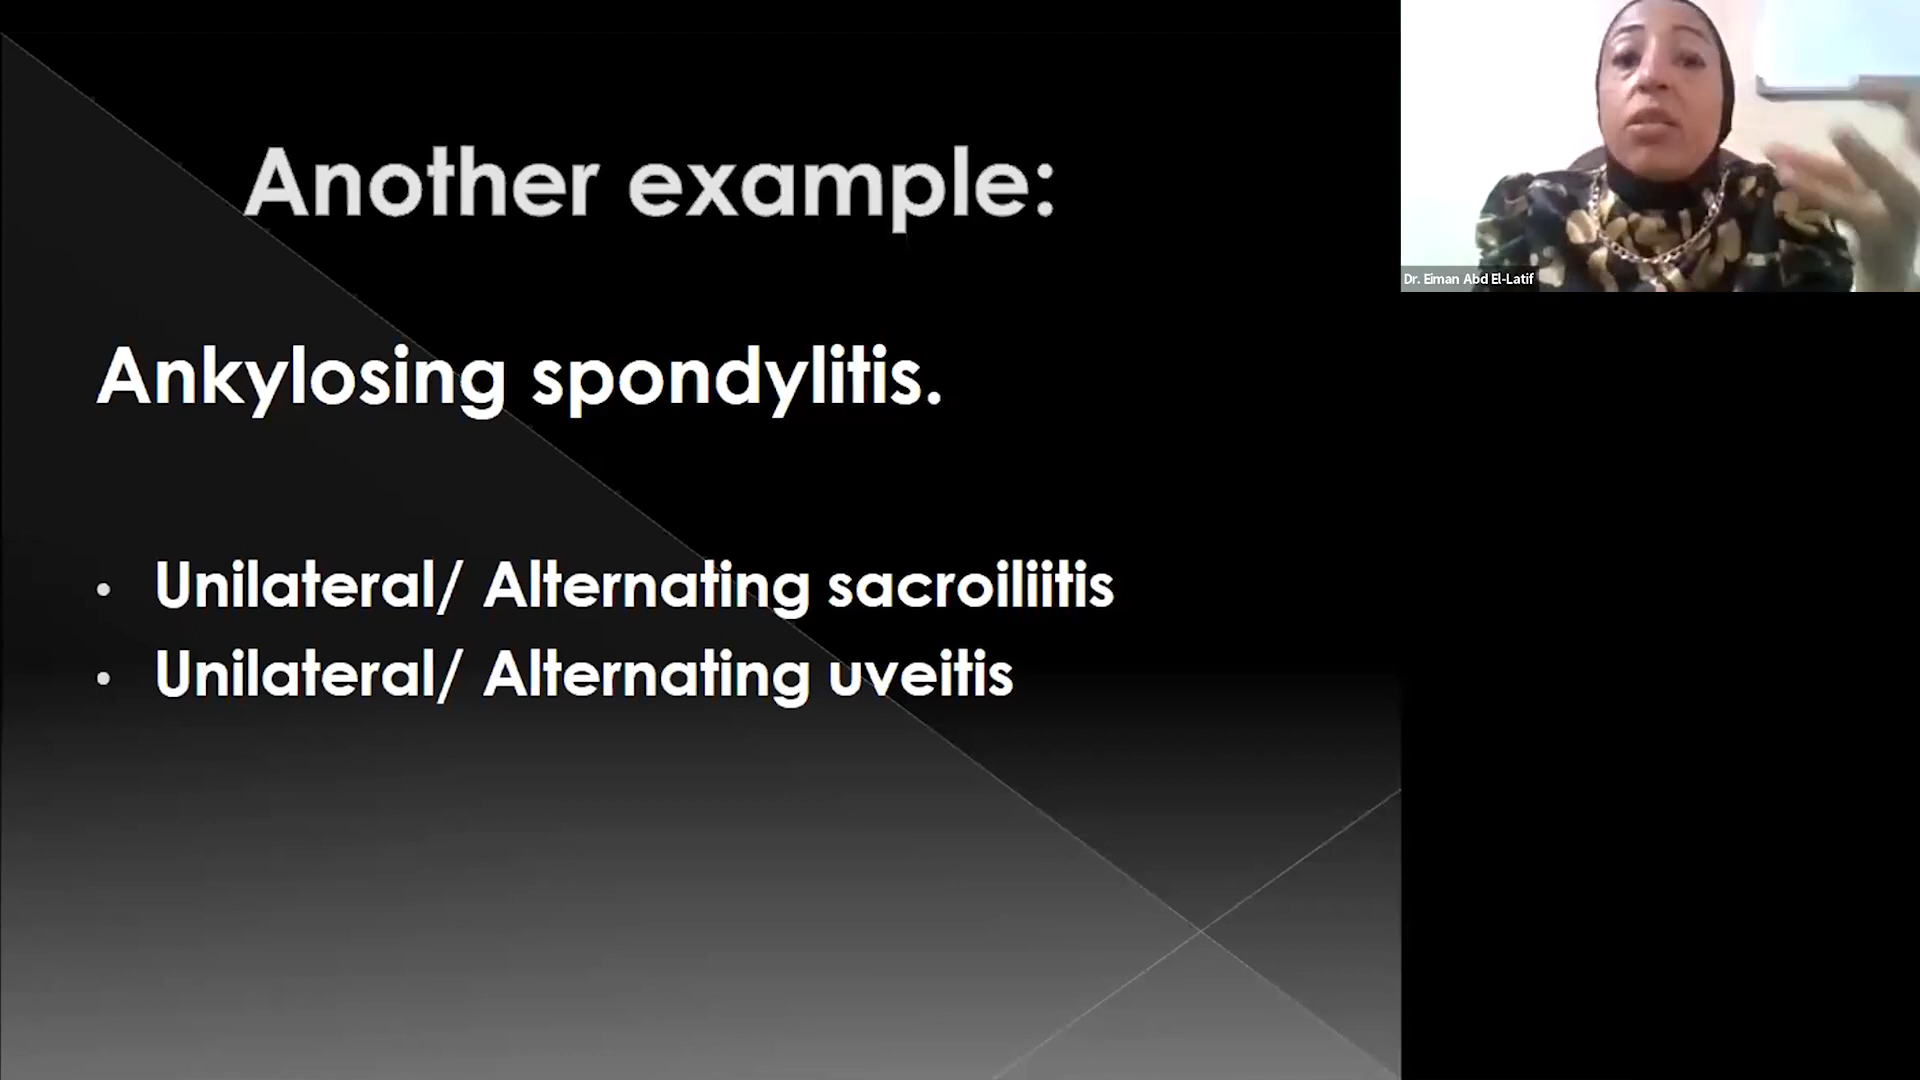 Another example:
Ankylosing spondylitis.
• Unilateral/ Alternating sacroiliitis
• Unilateral/ Alternating uveitis
Dr. Eiman Abd El-Latif